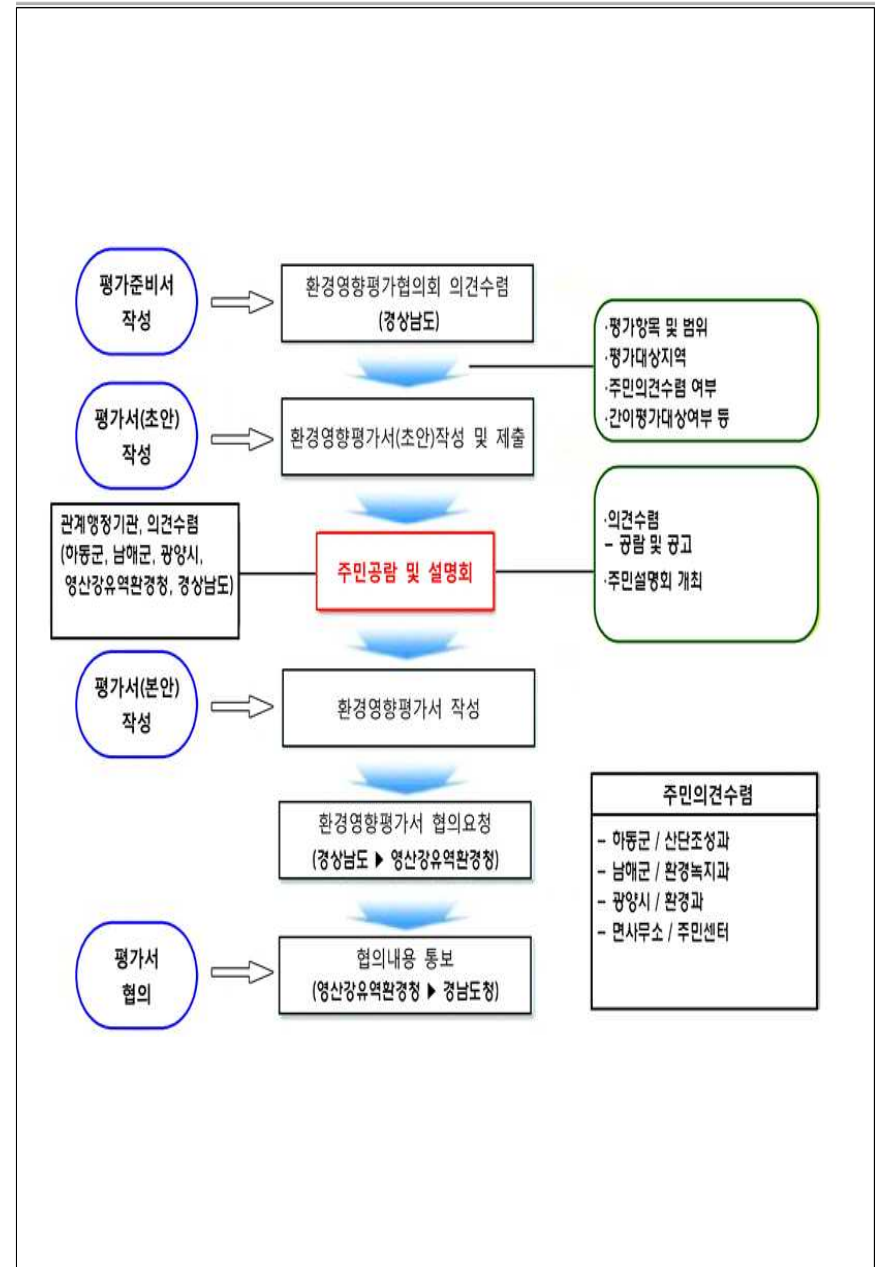 평가준비서
작성
환경영향평가협의회 의견수렴
(경상남도)
·평가항목 및 범위
·평가대상지역
·주민의견수렴 여부
·간이평가대상여부 등
평가서(초안)
작성
환경영향평가서(초안)작성 및 제출
관계행정기관, 의견수렴
(하동군, 남해군, 광양시,
영산강유역환경청, 경상남도)
주민공람 및 설명회
·의견수렴
– 공람 및 공고
·주민설명회 개최
평가서(본안)
작성
환경영향평가서 작성
환경영향평가서 협의요청
(경상남도 ▶ 영산강유역환경청)
주민의견수렴
– 하동군 / 산단조성과
– 남해군 / 환경녹지과
– 광양시 / 환경과
– 면사무소 / 주민센터
평가서
협의
협의내용 통보
(영산강유역환경청 ▶ 경남도청)